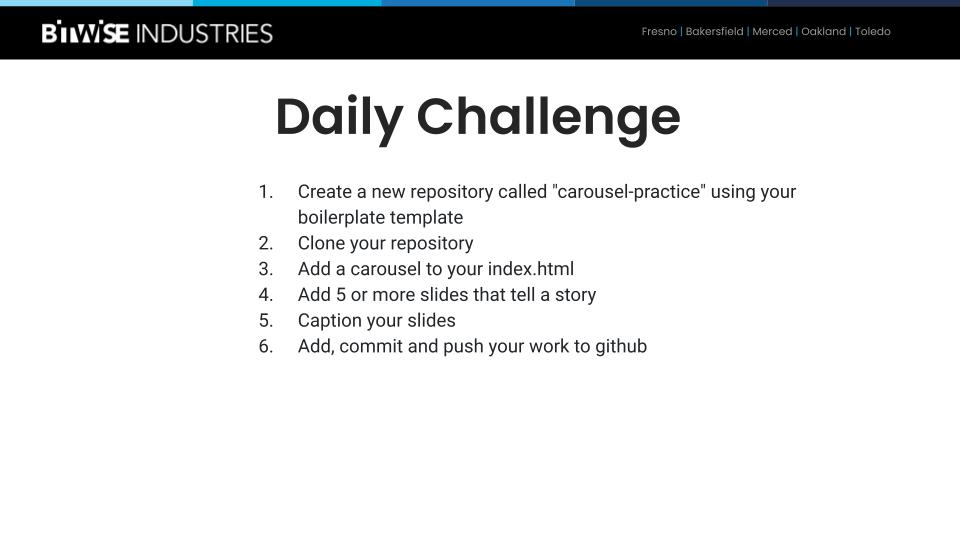 BITWISE INDUSTRIES
Fresno | Bakersfield | Merced | Oakland | Toledo
Daily Challenge
1. Create a new repository called "carousel-practice" using your
boilerplate template
2. Clone your repository
3. Add a carousel to your index.html
4. Add 5 or more slides that tell a story
5. Caption your slides
6. Add, commit and push your work to github